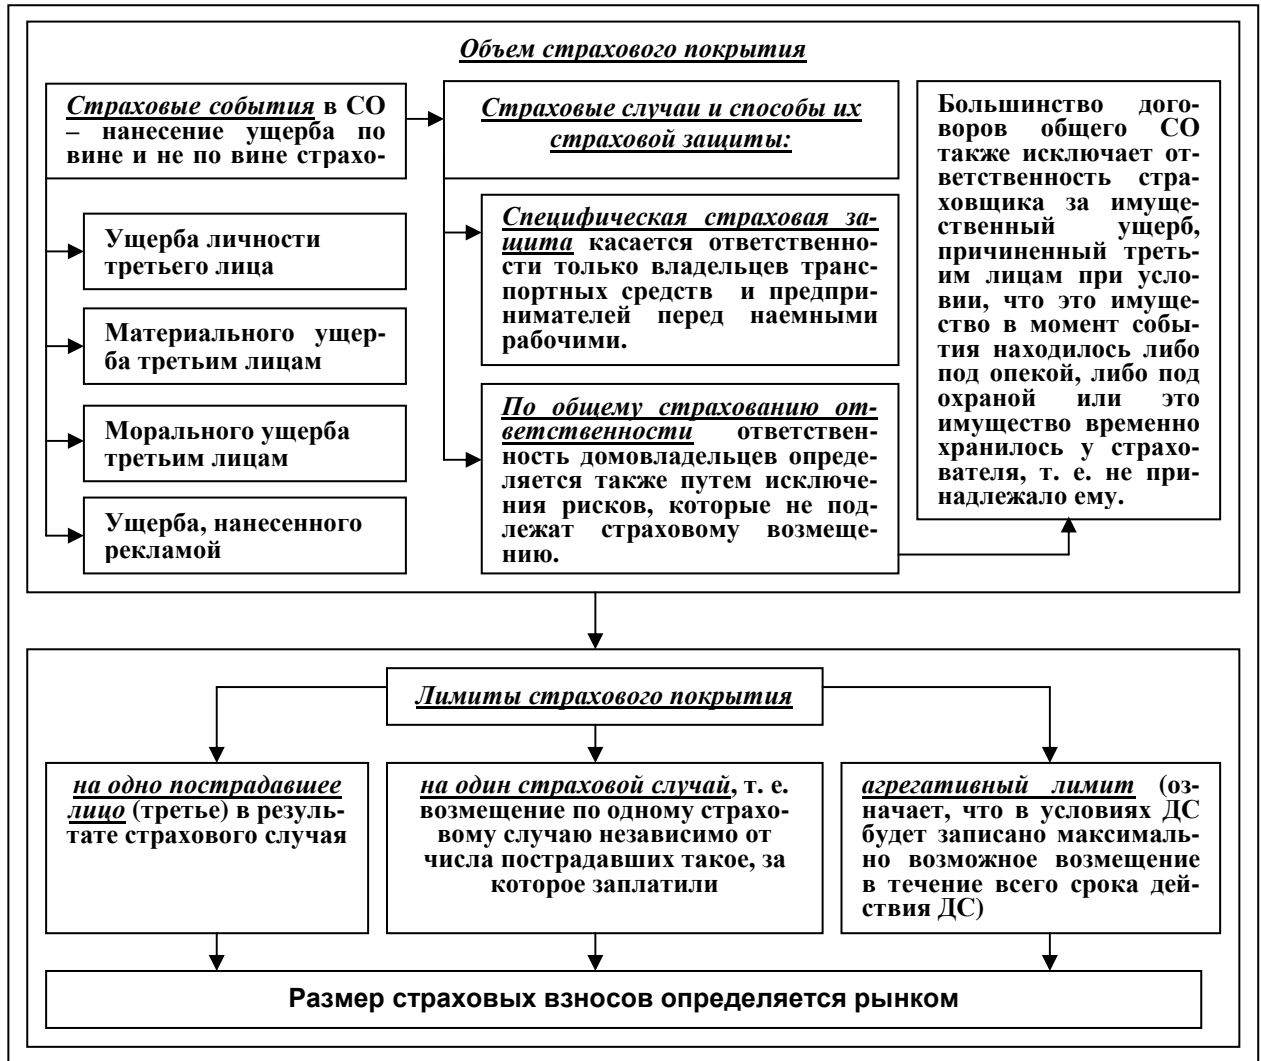 Объем страхового покрытия
Страховые события в СО
– нанесение ущерба по
вине и не по вине страхо-
Ущерба личности
третьего лица
Материального ущер-
ба третьим лицам
Морального ущерба
третьим лицам
Ущерба, нанесенного
рекламой
Страховые случаи и способы их
страховой защиты:
Специфическая страховая за-
щита касается ответственно-
сти только владельцев транс-
портных средств и предпри-
нимателей перед наемными
рабочими.
По общему страхованию от-
ветственности ответствен-
ность домовладельцев опреде-
ляется также путем исключе-
ния рисков, которые не под-
лежат страховому возмеще-
нию.
Большинство дого-
воров общего СО
также исключает от-
ветственность стра-
ховщика за имуще-
ственный ущерб,
причиненный треть-
им лицам при усло-
вии, что это имуще-
ство в момент собы-
тия находилось либо
под опекой, либо под
охраной или это
имущество временно
хранилось у страх-
ователя, т. е. не при-
надлежало ему.
Лимиты страхового покрытия
на одно пострадавшее
лицо (третье) в резуль-
тате страхового случая
на один страховой случай, т. е.
возмещение по одному страхо-
вому случаю независимо от
числа пострадавших такое, за
которое заплатили
агрегативный лимит (оз-
начает, что в условиях ДС
будет записано максималь-
но возможное возмещение
в течение всего срока дей-
ствия ДС)
Размер страховых взносов определяется рынком